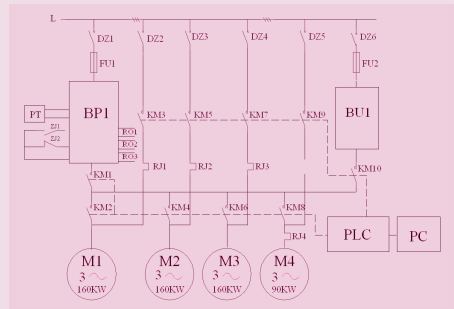 L
DZ1 DZ2 DZ3 DZ4 DZ5 DZ6
FU1 FU2
PT BP1 KM3 KM5 KM7 KM9 BU1
ZJ1
ZJ2
RO1
RO2
RO3
RJ1 RJ2 RJ3
KM1 KM10
KM2 KM4 KM6 KM8
RJ4
PLC PC
M1 M2 M3 M4
3 3 3 3
160KW 160KW 160KW 90KW